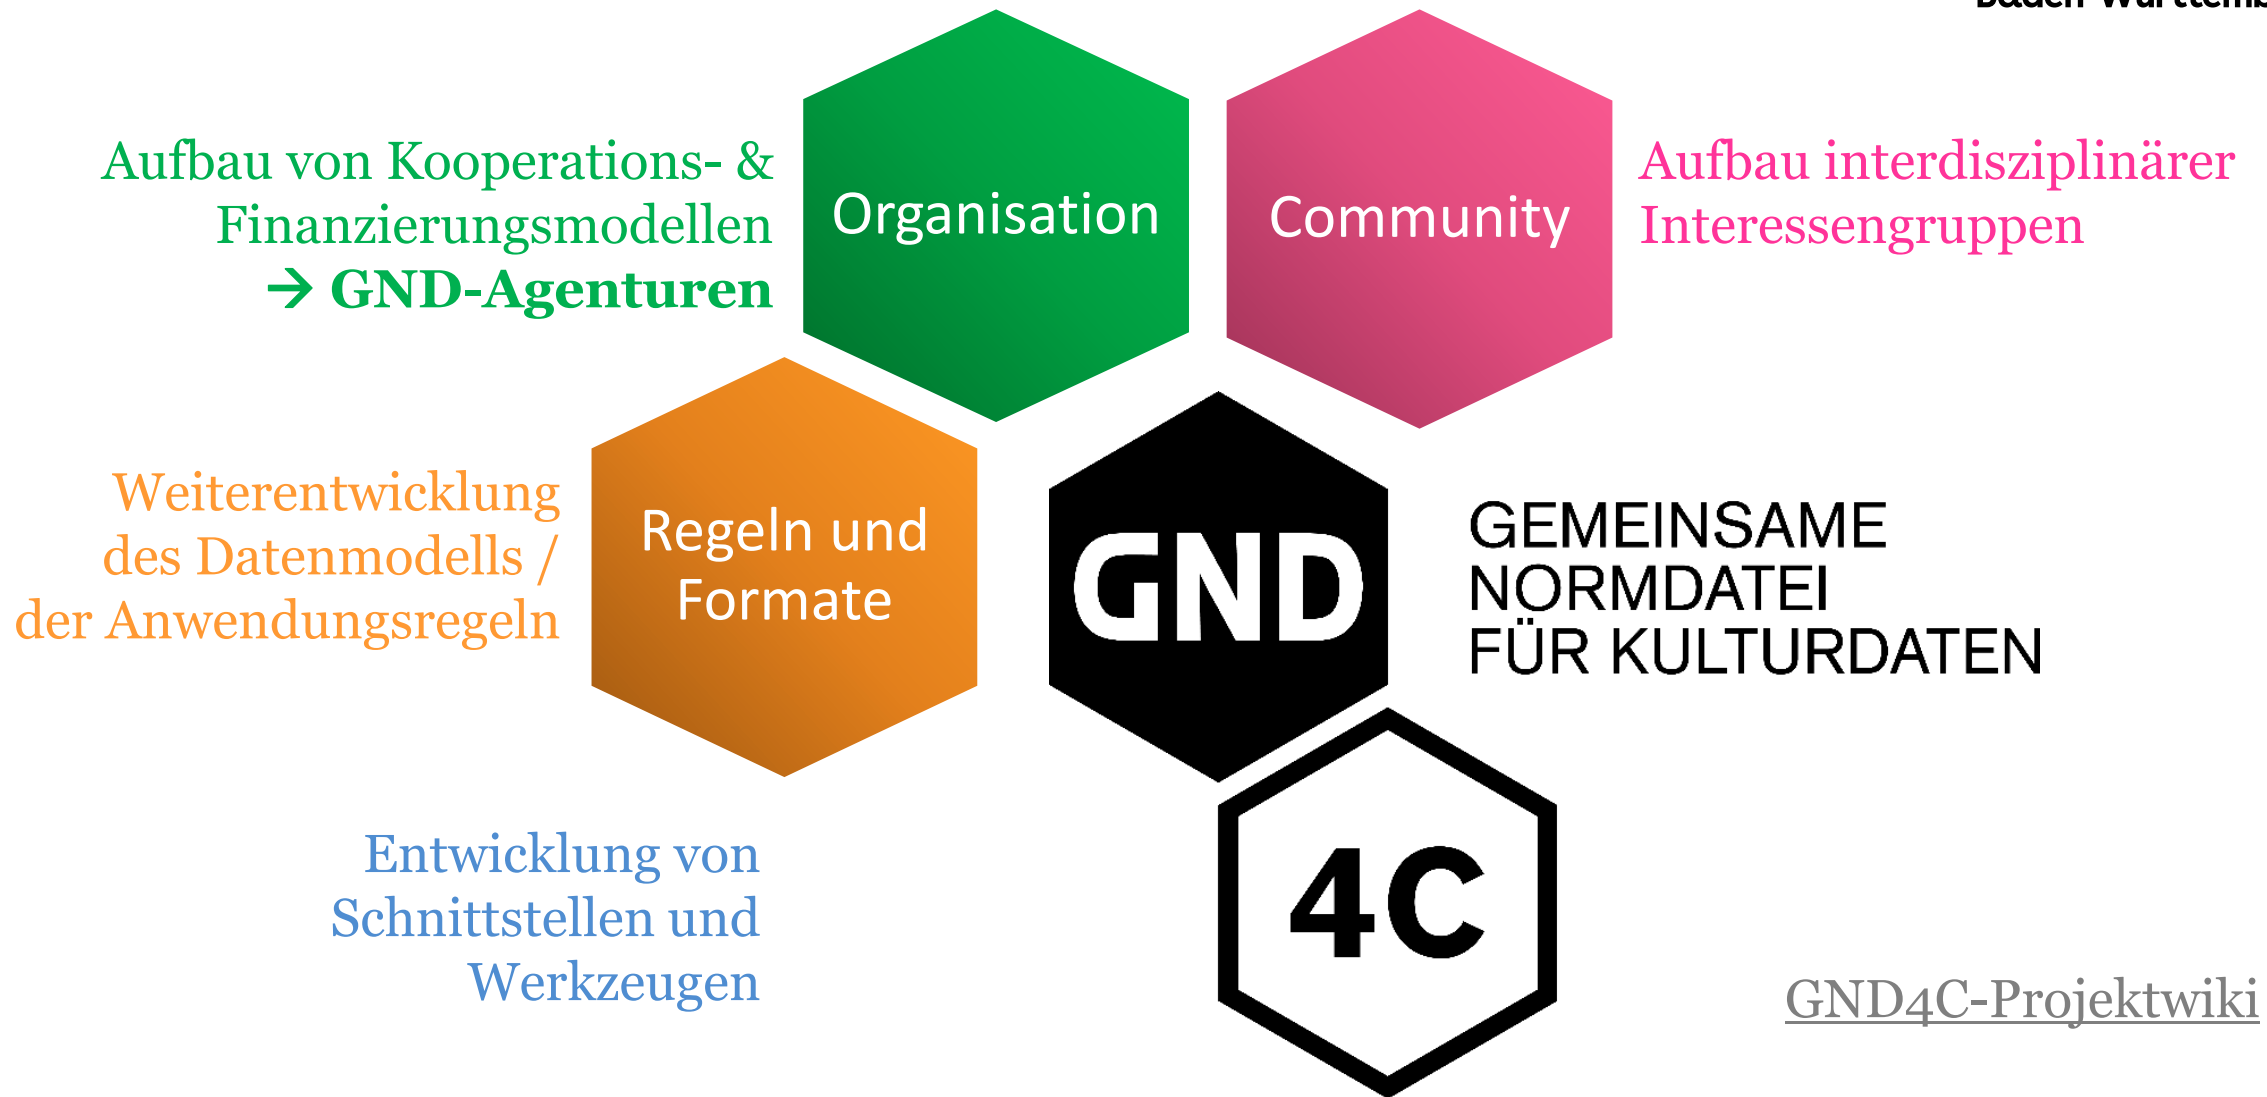 Aufbau von Kooperations- &
Finanzierungsmodellen
→ GND-Agenturen
Organisation
Community
Aufbau interdisziplinärer
Interessengruppen
Weiterentwicklung
des Datenmodells /
der Anwendungsregeln
Regeln und
Formate
GND
GEMEINSAME
NORMDATEI
FÜR KULTURDATEN
Entwicklung von
Schnittstellen und
Werkzeugen
4C
GND4C-Projektwiki